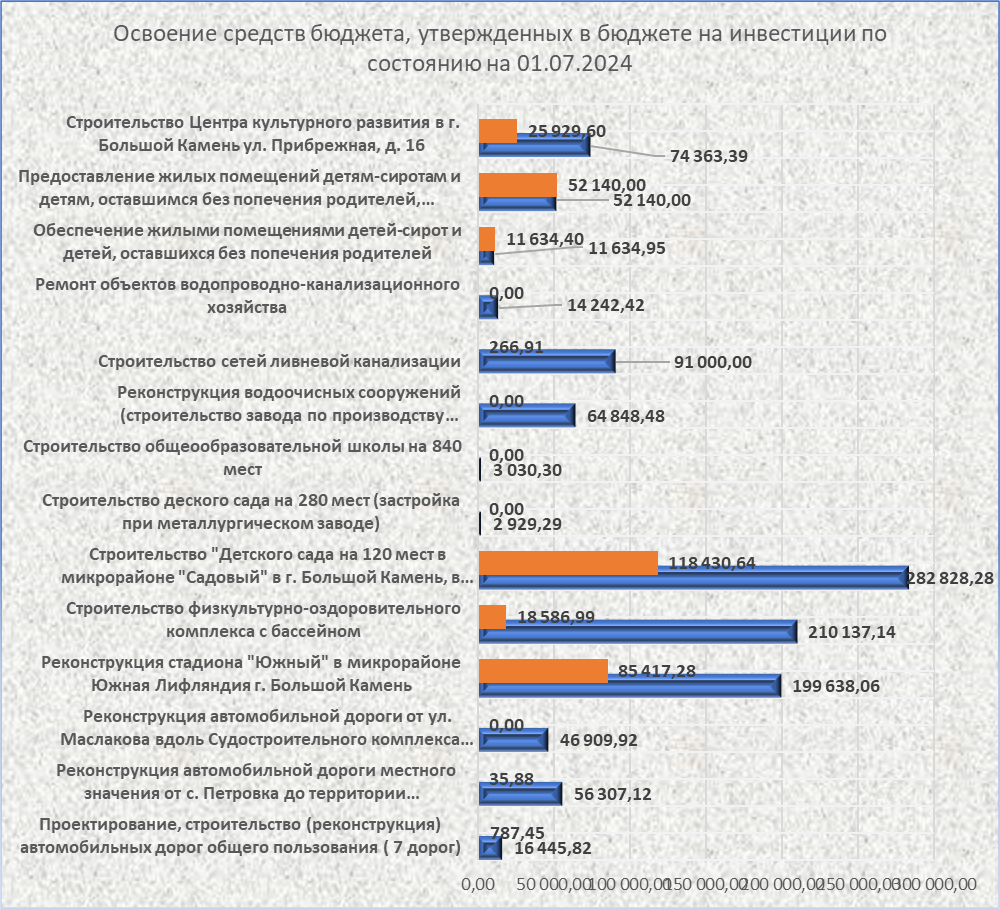 Освоение средств бюджета, утвержденных в бюджете на инвестиции по
состоянию на 01.07.2024
Строительство Центра культурного развития в г.
Большой Камень ул. Прибрежная, д. 16
25 929,60
74 363,39
Предоставление жилых помещений детям-сиротам и
детям, оставшимся без попечения родителей,...
52 140,00
52 140,00
Обеспечение жилыми помещениями детей-сирот и
детей, оставшихся без попечения родителей
11 634,40
11 634,95
Ремонт объектов водопроводно-канализационного
хозяйства
0,00
14 242,42
Строительство сетей ливневой канализации
266,91
91 000,00
Реконструкция водоочисных сооружений
(строительство завода по производству...
0,00
64 848,48
Строительство общеобразовательной школы на 840
мест
0,00
3 030,30
Строительство деского сада на 280 мест (застройка
при металлургическом заводе)
0,00
2 929,29
Строительство "Детского сада на 120 мест в
микрорайоне "Садовый" в г. Большой Камень, в...
118 430,64
282 828,28
Строительство физкультурно-оздоровительного
комплекса с бассейном
18 586,99
210 137,14
Реконструкция стадиона "Южный" в микрорайоне
Южная Лифляндия г. Большой Камень
85 417,28
199 638,06
Реконструкция автомобильной дороги от ул.
Маслакова вдоль Судостроительного комплекса...
0,00
46 909,92
Реконструкция автомобильной дороги местного
значения от с. Петровка до территории...
35,88
56 307,12
Проектирование, строительство (реконструкция)
автомобильных дорог общего пользования ( 7 дорог)
787,45
16 445,82
0,00 50 000,00 100 000,00 150 000,00 200 000,00 250 000,00 300 000,00